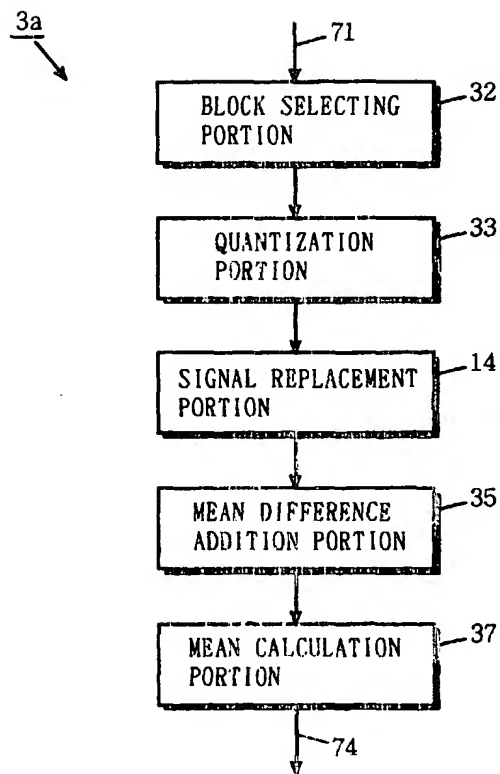 3a
71
BLOCK SELECTING
PORTION
32
QUANTIZATION
PORTION
33
SIGNAL REPLACEMENT
PORTION
14
MEAN DIFFERENCE
ADDITION PORTION
35
MEAN CALCULATION
PORTION
37
74